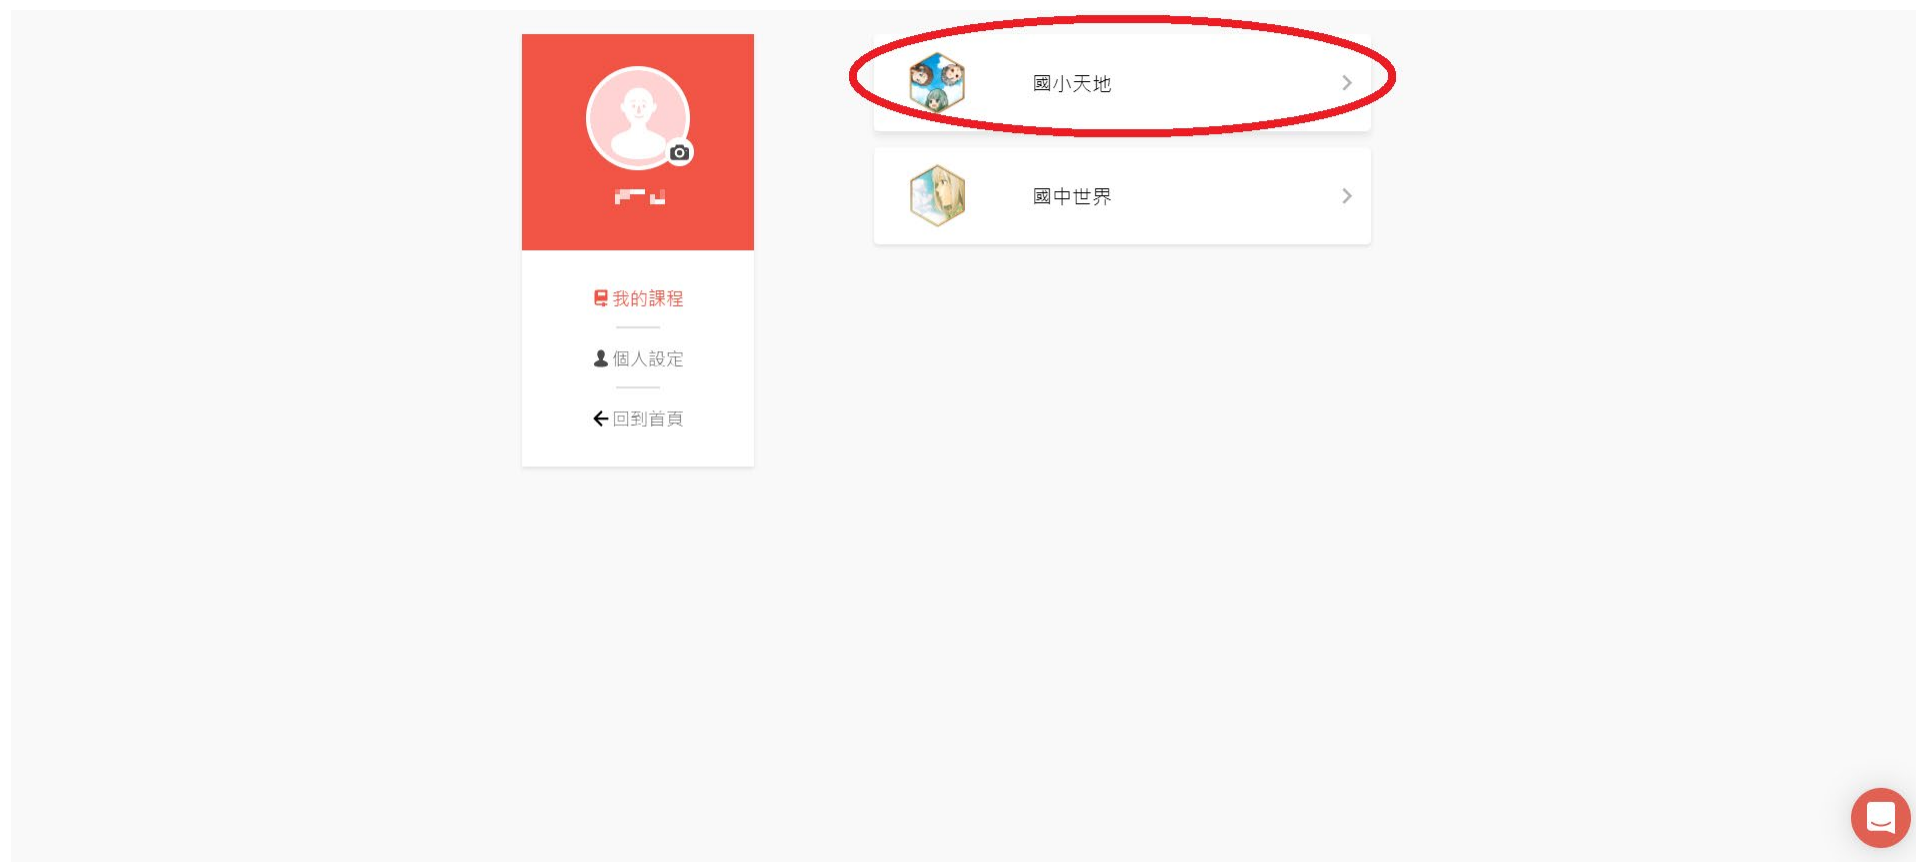 國小天地
國中世界
我的課程
個人設定
回到首頁